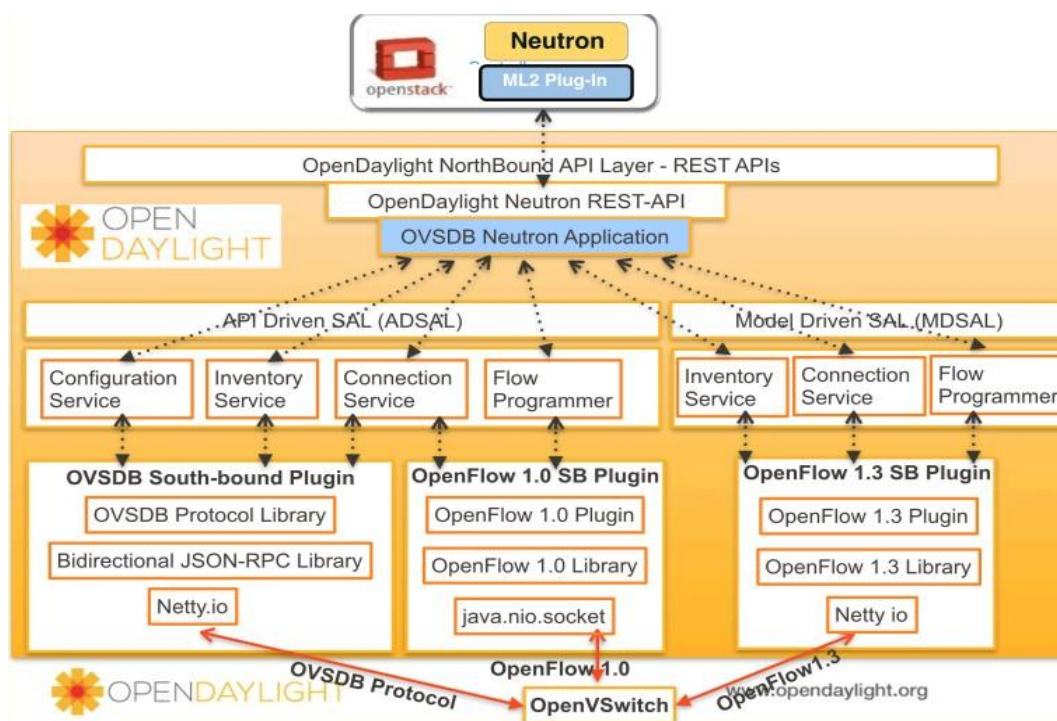 Neutron
openstack
ML2 Plug-In
OpenDaylight NorthBound API Layer - REST APIs
OpenDaylight Neutron REST-API
OPEN
DAYLIGHT
OVSDB Neutron Application
API Driven SAL (ADSAL)
Model Driven SAL (MDSAL)
Configuration
Service
Inventory
Service
Connection
Service
Flow
Programmer
Inventory
Service
Connection
Service
Flow
Programmer
OVSDB South-bound Plugin
OVSDB Protocol Library
Bidirectional JSON-RPC Library
Netty.io
OpenFlow 1.0 SB Plugin
OpenFlow 1.0 Plugin
OpenFlow 1.0 Library
java.nio.socket
OpenFlow 1.3 SB Plugin
OpenFlow 1.3 Plugin
OpenFlow 1.3 Library
Netty io
OVSDB Protocol
OpenFlow 1.0
OpenFlow1.3
OPENDAYLIGHT
OpenVSwitch
www.opendaylight.org